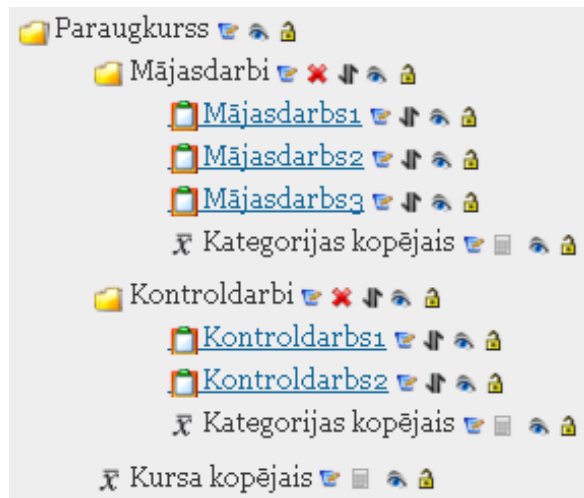 Paraugkurss
Mājasdarbi
Mājasdarbs1
Mājasdarbs2
Mājasdarbs3
x̅ Kategorijas kopējais
Kontroldarbi
Kontroldarbs1
Kontroldarbs2
x̅ Kategorijas kopējais
x̅ Kursa kopējais